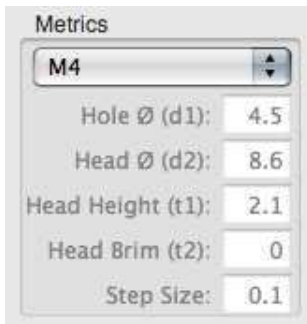 Metrics
M4
Hole Ø (d1): 4.5
Head Ø (d2): 8.6
Head Height (t1): 2.1
Head Brim (t2): 0
Step Size: 0.1